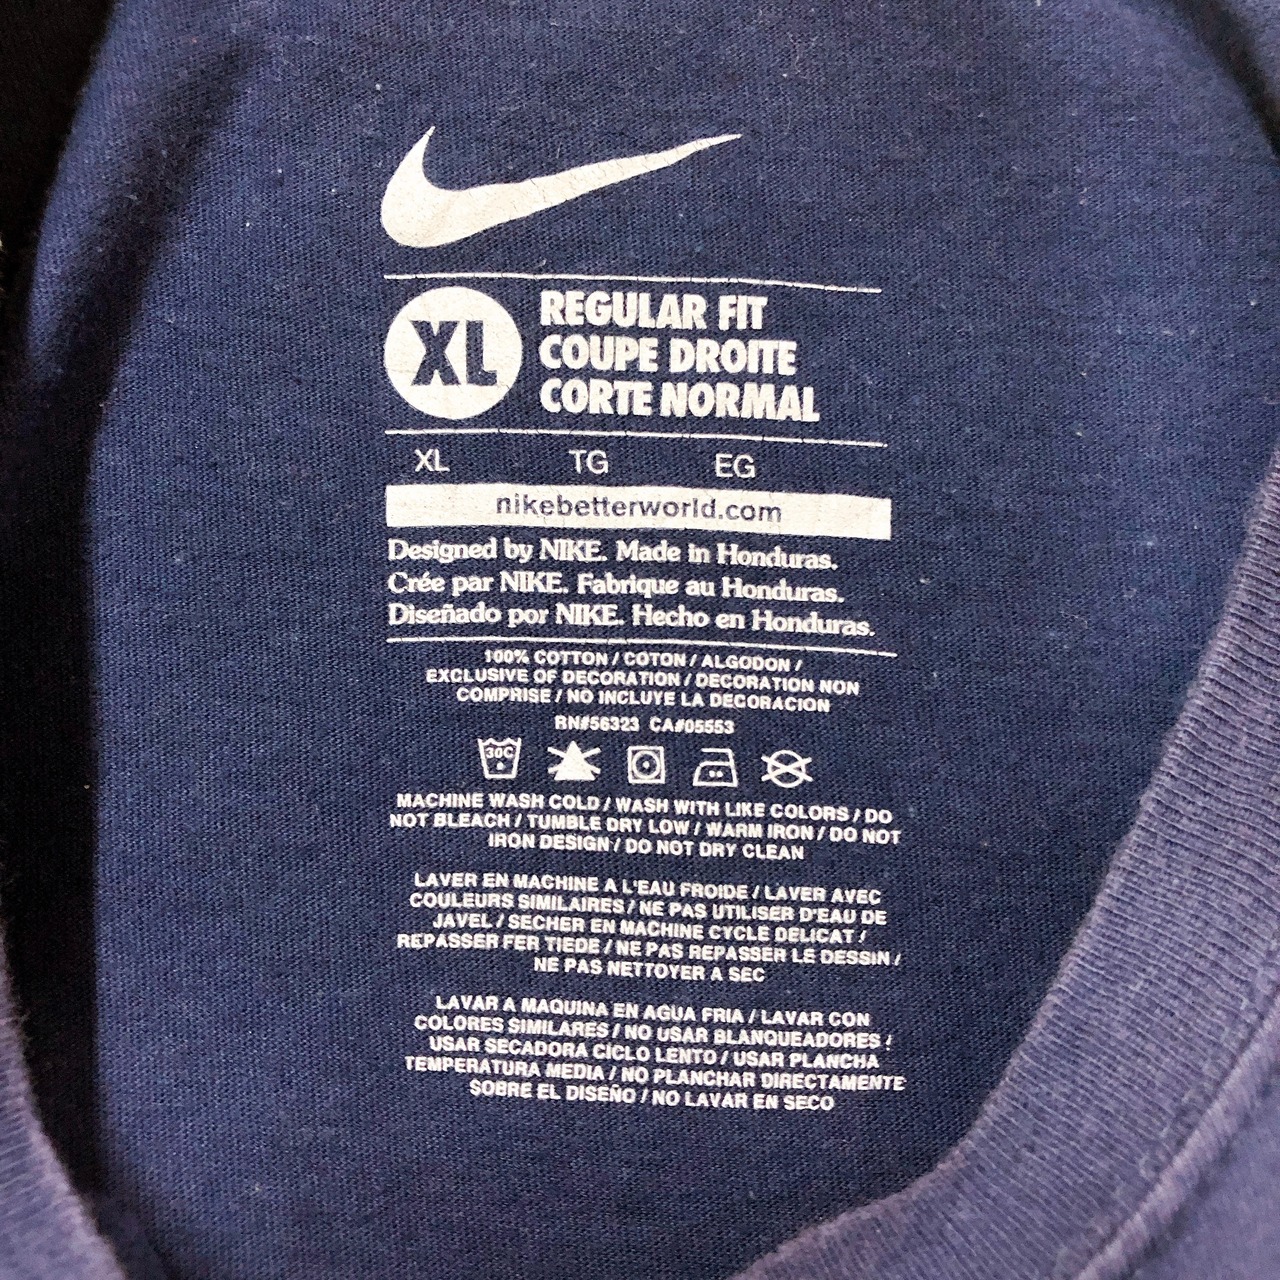 XL
REGULAR FIT
COUPE DROITE
CORTE NORMAL
XL TG EG
nikebetterworld.com
Designed by NIKE. Made in Honduras.
Crée par NIKE. Fabrique au Honduras.
Diseñado por NIKE. Hecho en Honduras.
100% COTTON / COTON / ALGODON /
EXCLUSIVE OF DECORATION / DECORATION NON
COMPRISE / NO INCLUYE LA DECORACION
RN#56323 CA#05553
30C
MACHINE WASH COLD / WASH WITH LIKE COLORS / DO
NOT BLEACH / TUMBLE DRY LOW / WARM IRON / DO NOT
IRON DESIGN / DO NOT DRY CLEAN
LAVER EN MACHINE A L'EAU FROIDE / LAVER AVEC
COULEURS SIMILAIRES / NE PAS UTILISER D'EAU DE
JAVEL / SECHER EN MACHINE CYCLE DELICAT /
REPASSER FER TIEDE / NE PAS REPASSER LE DESSIN /
NE PAS NETTOYER A SEC
LAVAR A MAQUINA EN AGUA FRIA / LAVAR CON
COLORES SIMILARES / NO USAR BLANQUEADORES /
USAR SECADORA CICLO LENTO / USAR PLANCHA
TEMPERATURA MEDIA / NO PLANCHAR DIRECTAMENTE
SOBRE EL DISEÑO / NO LAVAR EN SECO